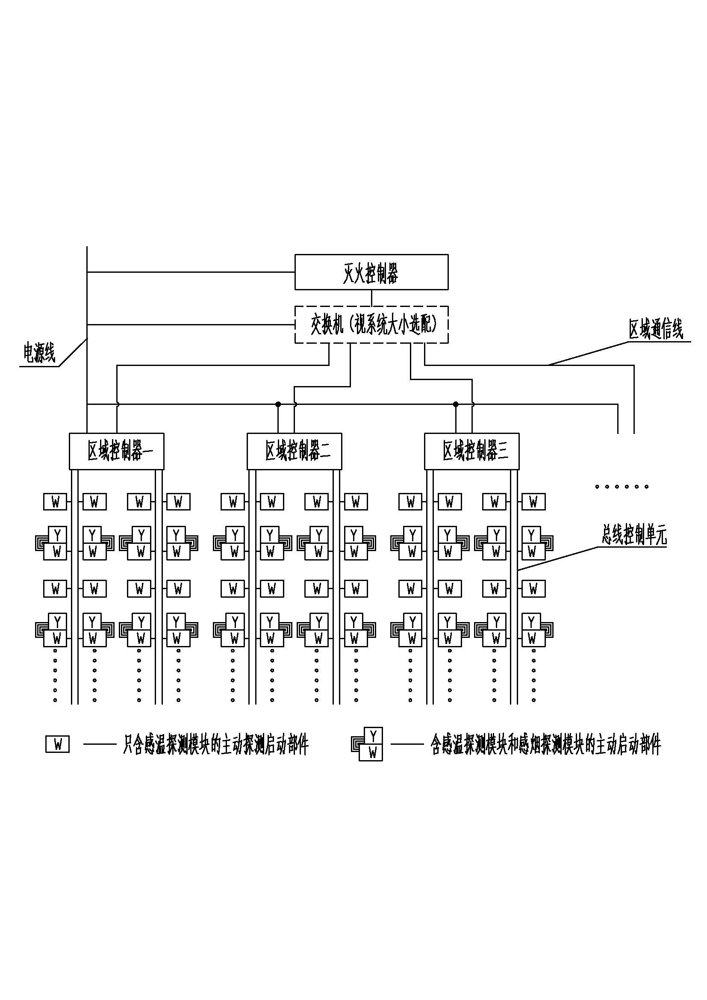 灭火控制器
交换机（视系统大小选配）
区域通信线
电源线
区域控制器一 区域控制器二 区域控制器三
W W W W W W W W W W W W
Y Y Y Y Y Y Y Y Y Y Y Y
W W W W W W W W W W W W
总线控制单元
W W W W W W W W W W W W
Y Y Y Y Y Y Y Y Y Y Y Y
W W W W W W W W W W W W
W 只含感温探测模块的主动探测启动部件
Y
W 含感温探测模块和感烟探测模块的主动启动部件